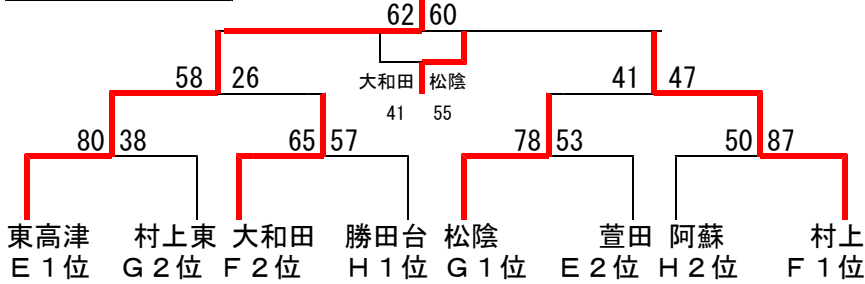 62 60
58 26 大和田 松陰 41 47
41 55
80 38 65 57 78 53 50 87
東高津 村上東 大和田 勝田台 松陰 萱田 阿蘇 村上
E1位 G2位 F2位 H1位 G1位 E2位 H2位 F1位